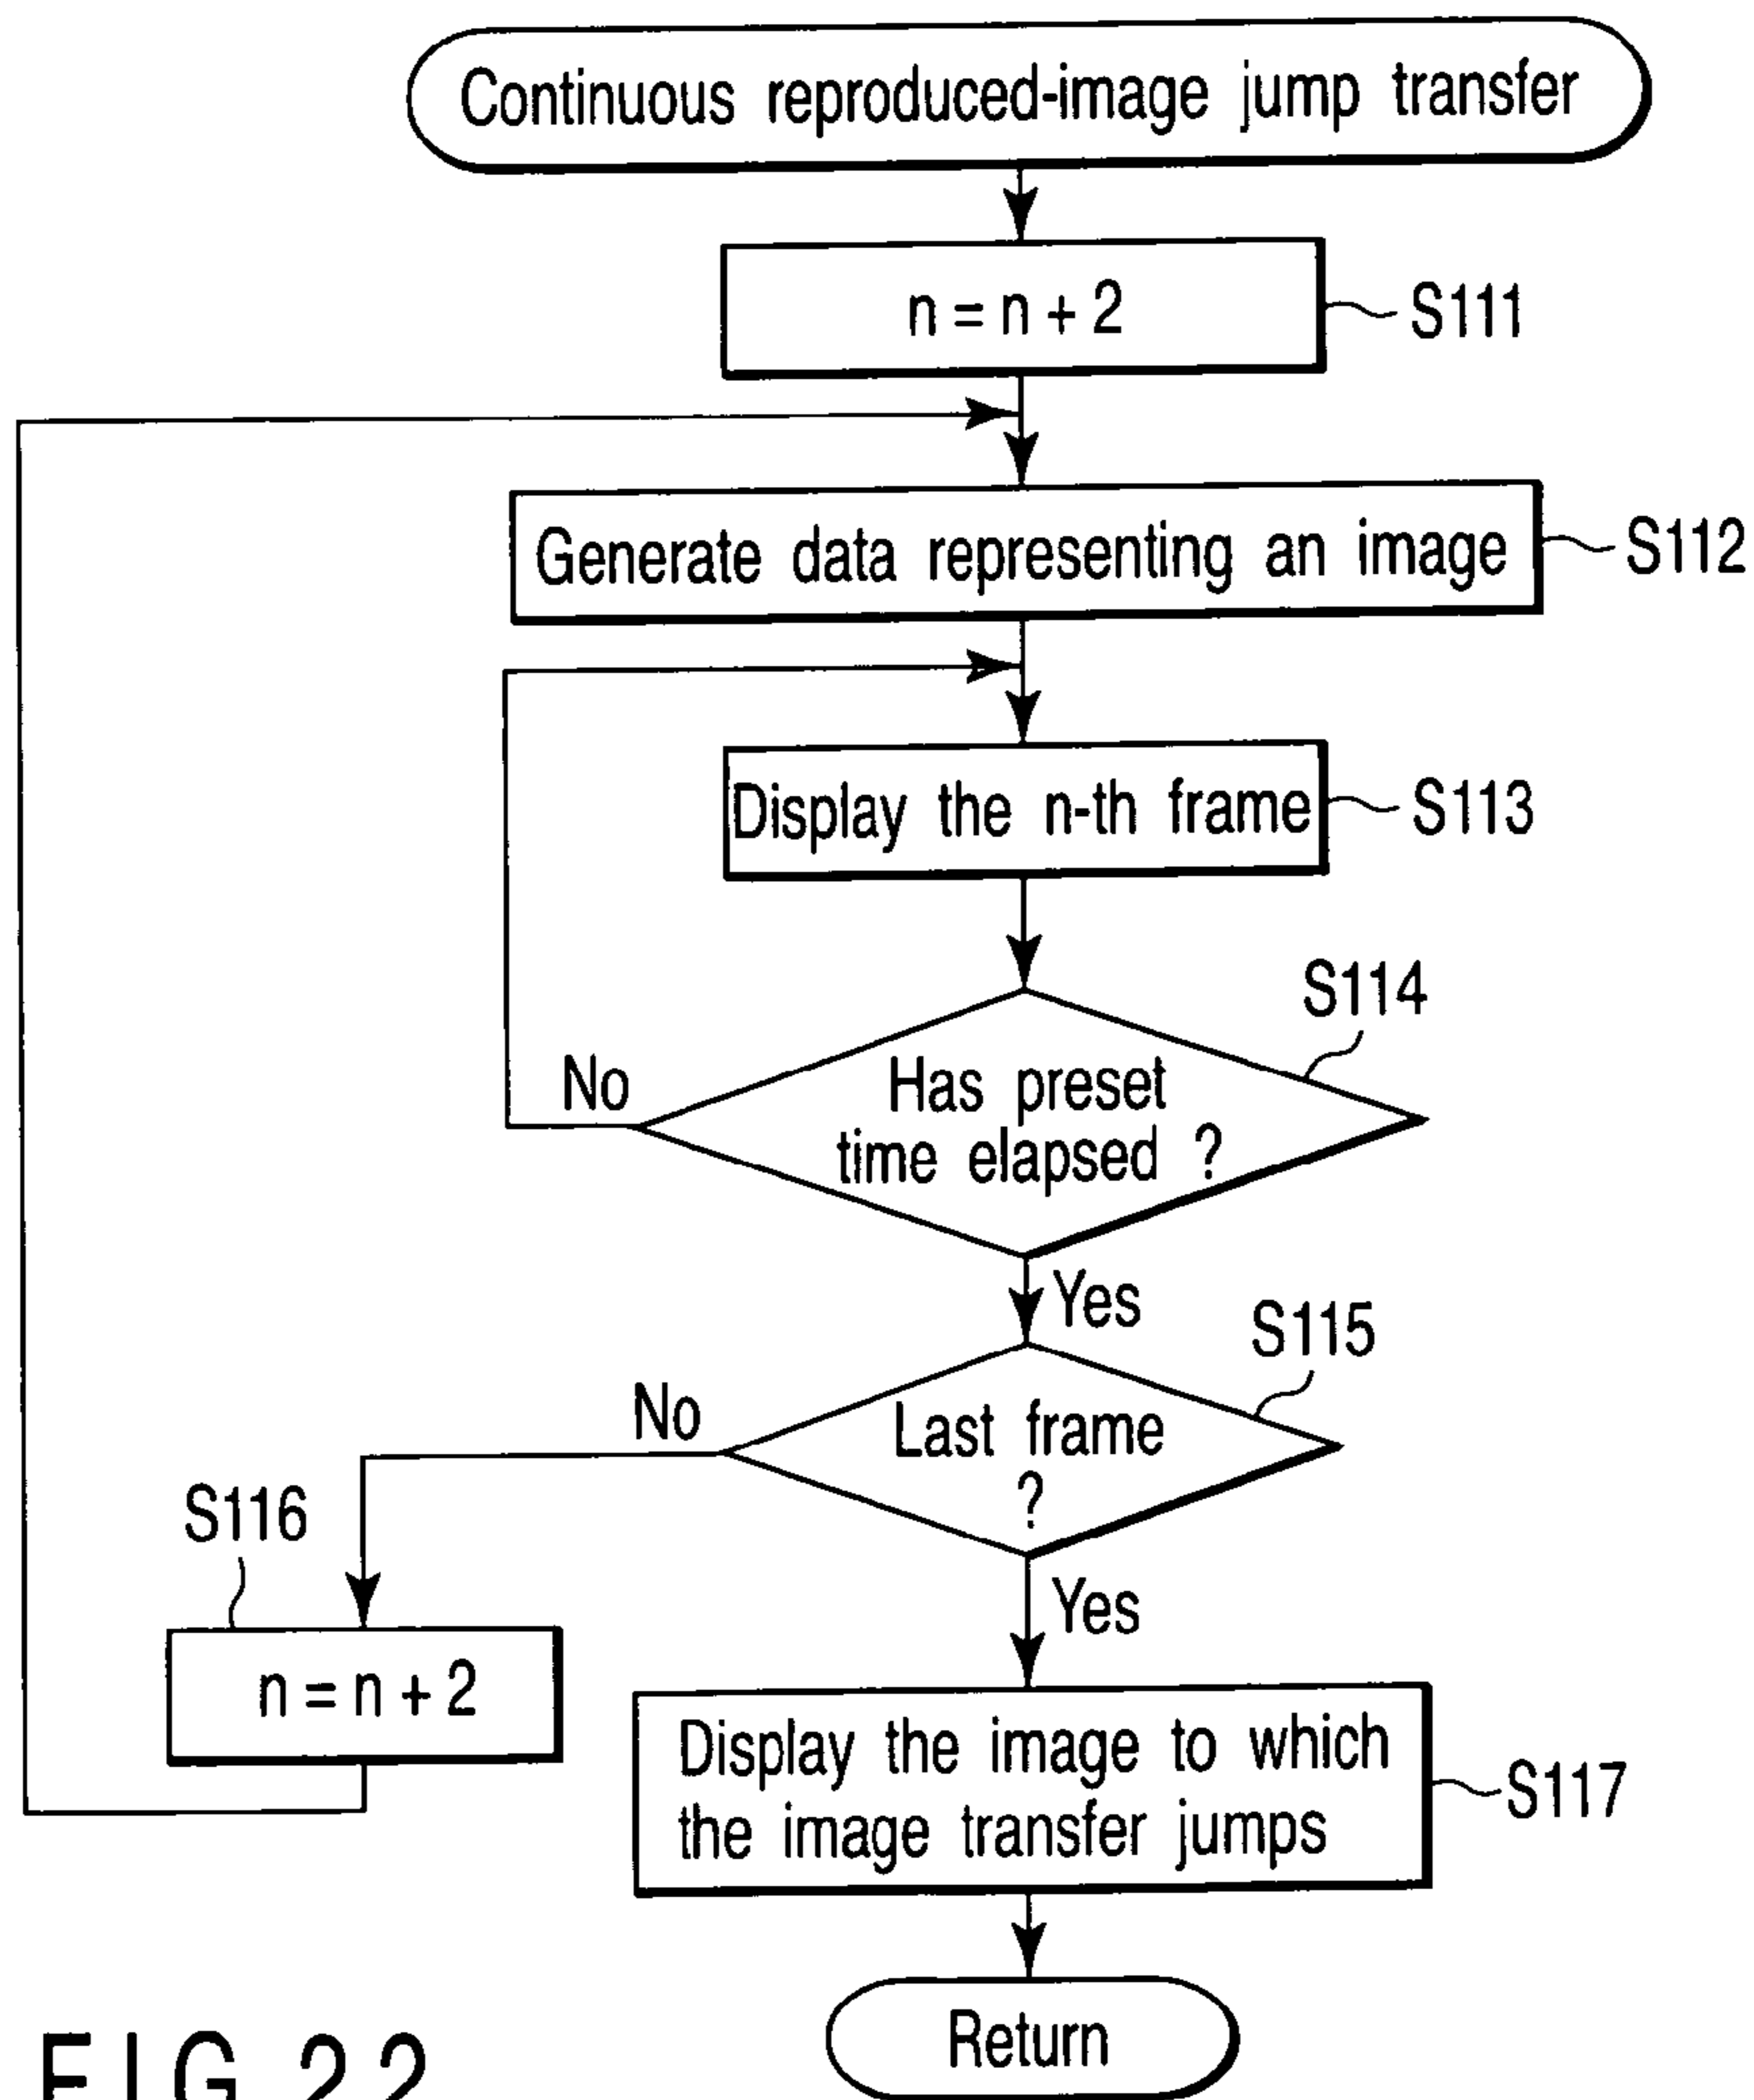 Continuous reproduced-image jump transfer
n = n + 2
S111
Generate data representing an image
S112
Display the n-th frame
S113
S114
Has preset
time elapsed ?
No
Yes
S115
Last frame
?
No
Yes
S116
n = n + 2
Display the image to which
the image transfer jumps
S117
Return
FIG.22